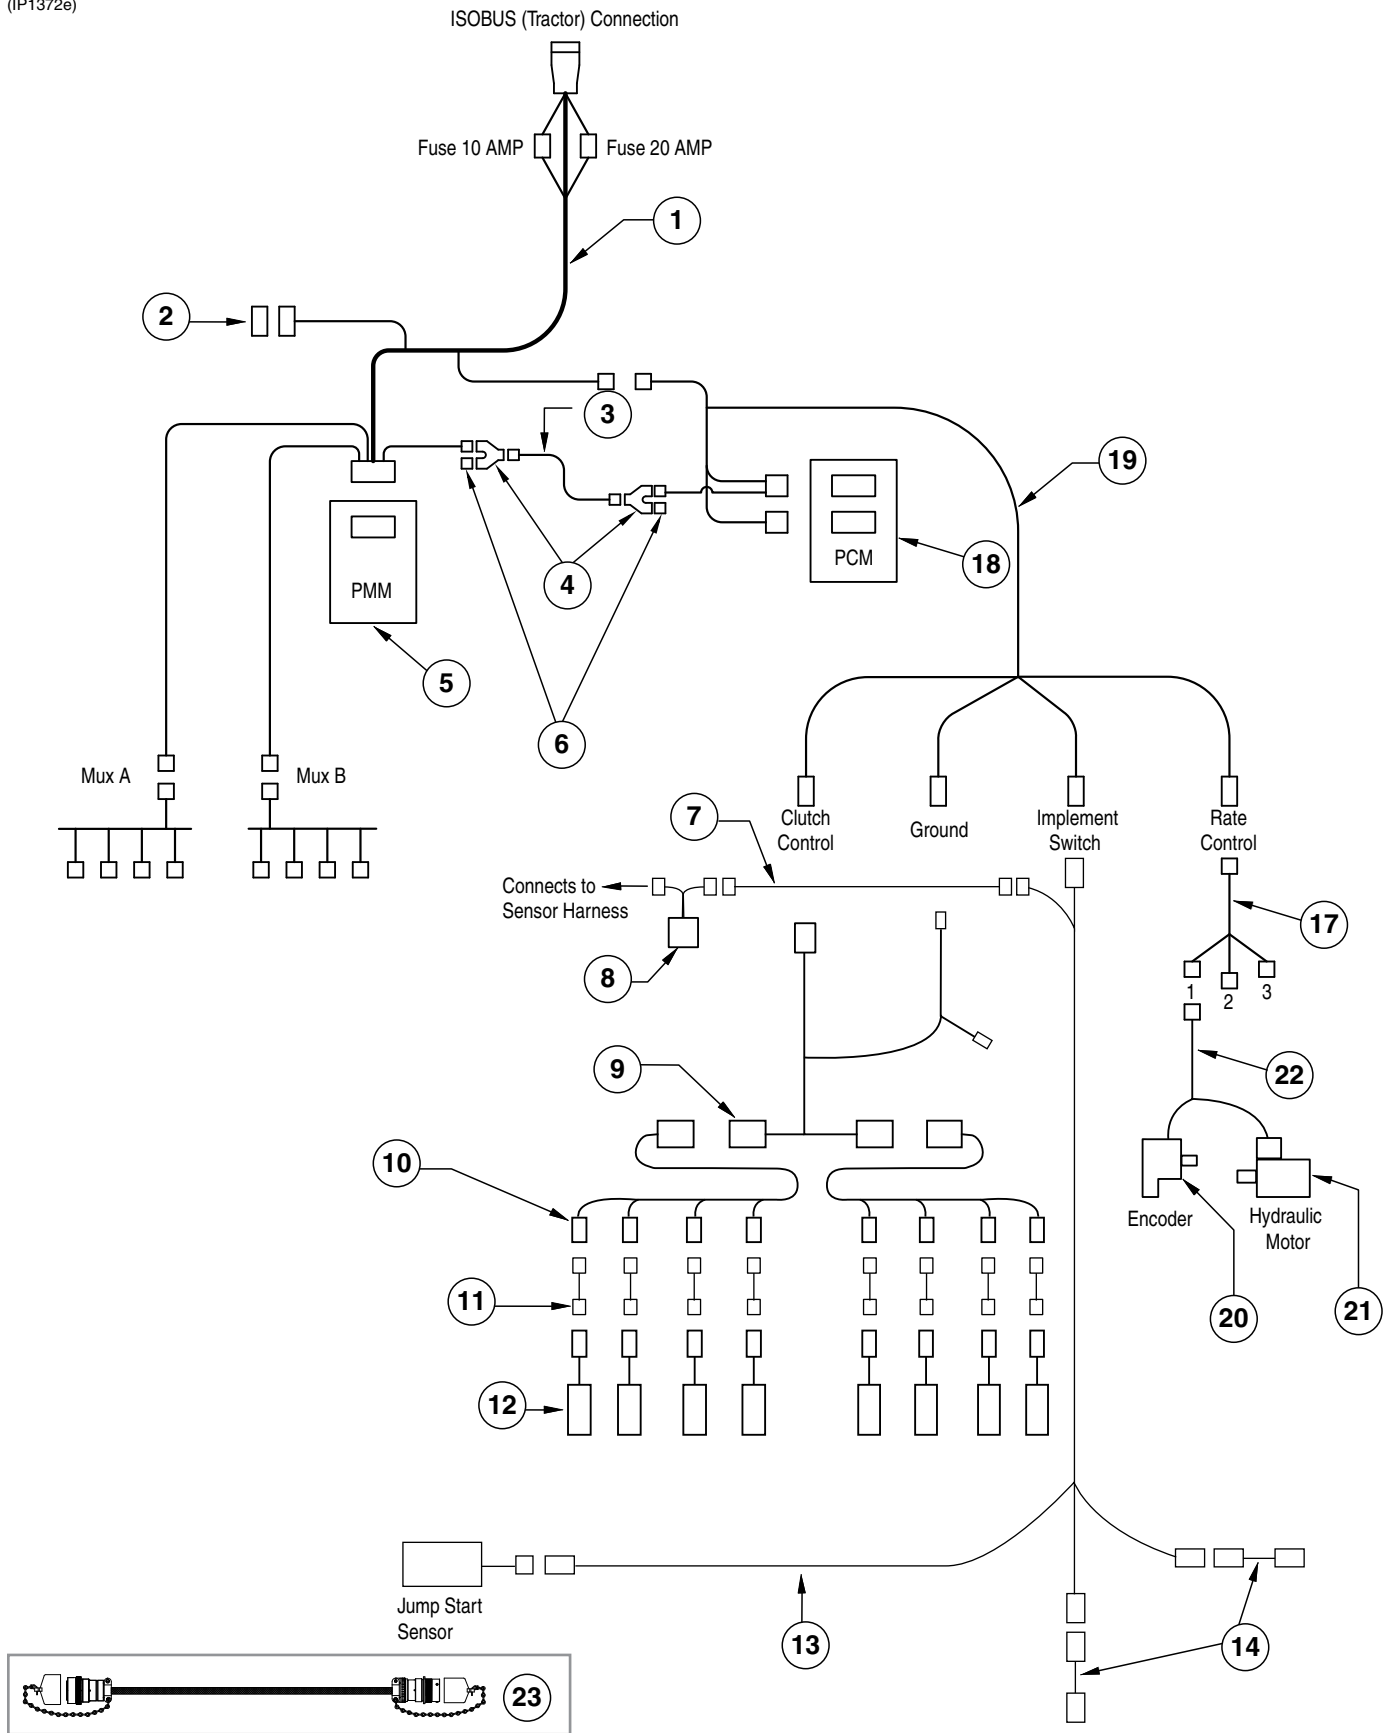 (IP1372e)
ISOBUS (Tractor) Connection
Fuse 10 AMP
Fuse 20 AMP
1
2
3
19
4
18
PCM
PMM
5
6
Mux A
Mux B
7
Clutch
Control
Ground
Implement
Switch
Rate
Control
Connects to
Sensor Harness
17
8
1
2
3
9
22
10
Encoder
Hydraulic
Motor
11
20
21
12
Jump Start
Sensor
13
14
23